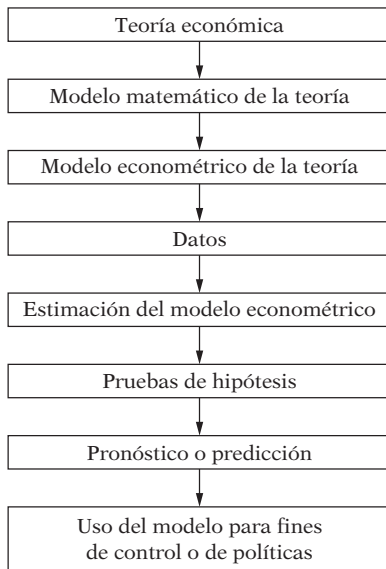 Teoría económica
Modelo matemático de la teoría
Modelo econométrico de la teoría
Datos
Estimación del modelo econométrico
Pruebas de hipótesis
Pronóstico o predicción
Uso del modelo para fines
de control o de políticas